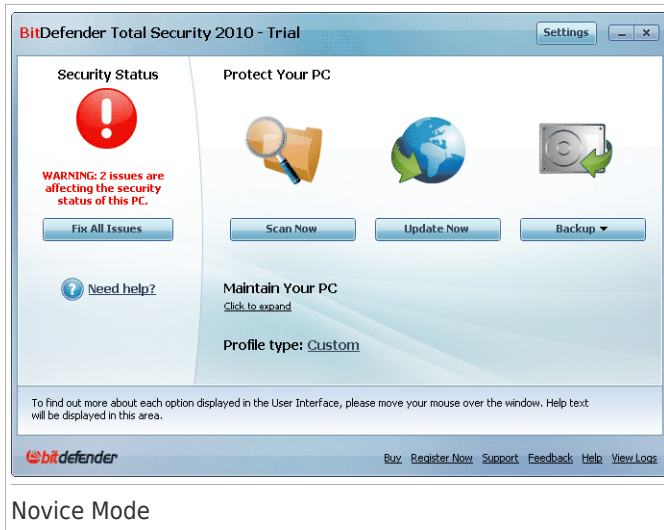 BitDefender Total Security 2010 - Trial
Settings
Security Status
WARNING: 2 issues are
affecting the security
status of this PC.
Fix All Issues
Need help?
Protect Your PC
Scan Now
Update Now
Backup
Maintain Your PC
Click to expand
Profile type: Custom
To find out more about each option displayed in the User Interface, please move your mouse over the window. Help text
will be displayed in this area.
bitdefender
Buy Register Now Support Feedback Help View Logs
Novice Mode